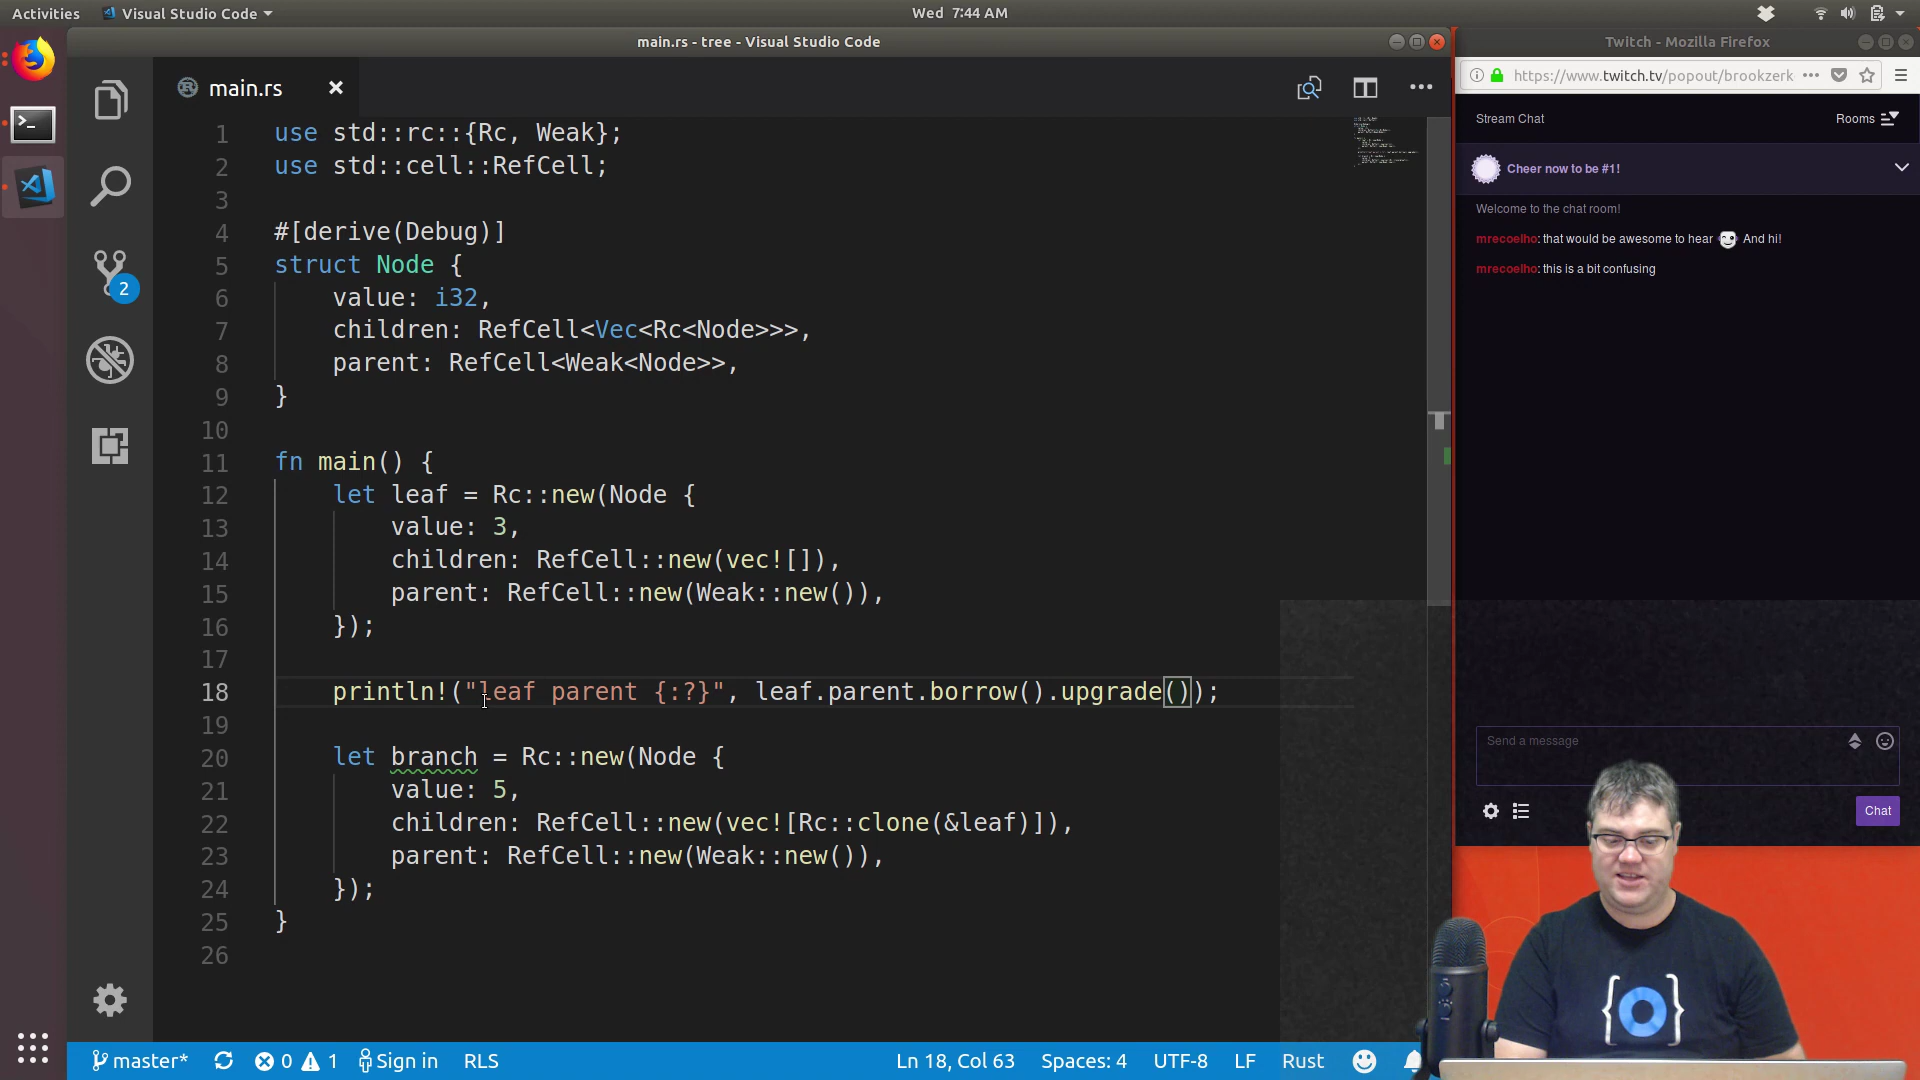 Activities
Visual Studio Code
Wed 7:44 AM
main.rs - tree - Visual Studio Code
Twitch - Mozilla Firefox
main.rs
https://www.twitch.tv/popout/brookzerk
Stream Chat
Rooms
Cheer now to be #1!
Welcome to the chat room!
mrecoelho: that would be awesome to hear And hi!
mrecoelho: this is a bit confusing
Send a message
Chat
2
1 use std::rc::{Rc, Weak};
2 use std::cell::RefCell;
3
4 #[derive(Debug)]
5 struct Node {
6 value: i32,
7 children: RefCell<Vec<Rc<Node>>>,
8 parent: RefCell<Weak<Node>>,
9 }
10
11 fn main() {
12 let leaf = Rc::new(Node {
13 value: 3,
14 children: RefCell::new(vec![]),
15 parent: RefCell::new(Weak::new()),
16 });
17
18 println!("leaf parent {:?}", leaf.parent.borrow().upgrade());
19
20 let branch = Rc::new(Node {
21 value: 5,
22 children: RefCell::new(vec![Rc::clone(&leaf)]),
23 parent: RefCell::new(Weak::new()),
24 });
25 }
26
master*
0
1
Sign in
RLS
Ln 18, Col 63
Spaces: 4
UTF-8
LF
Rust